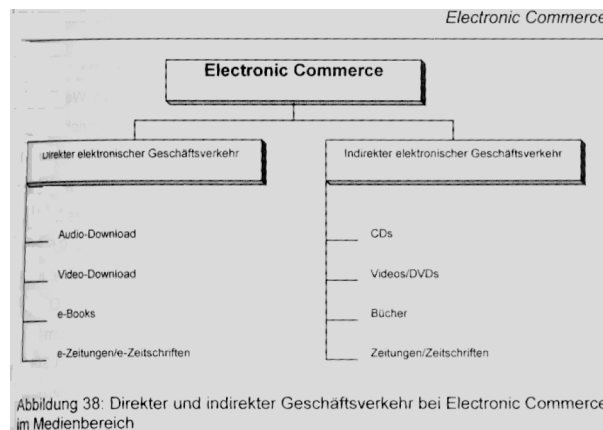 Electronic Commerce
Electronic Commerce
Direkter elektronischer Geschäftsverkehr
Indirekter elektronischer Geschäftsverkehr
Audio-Download
CDs
Video-Download
Videos/DVDs
e-Books
Bücher
e-Zeitungen/e-Zeitschriften
Zeitungen/Zeitschriften
Abbildung 38: Direkter und indirekter Geschäftsverkehr bei Electronic Commerce
im Medienbereich